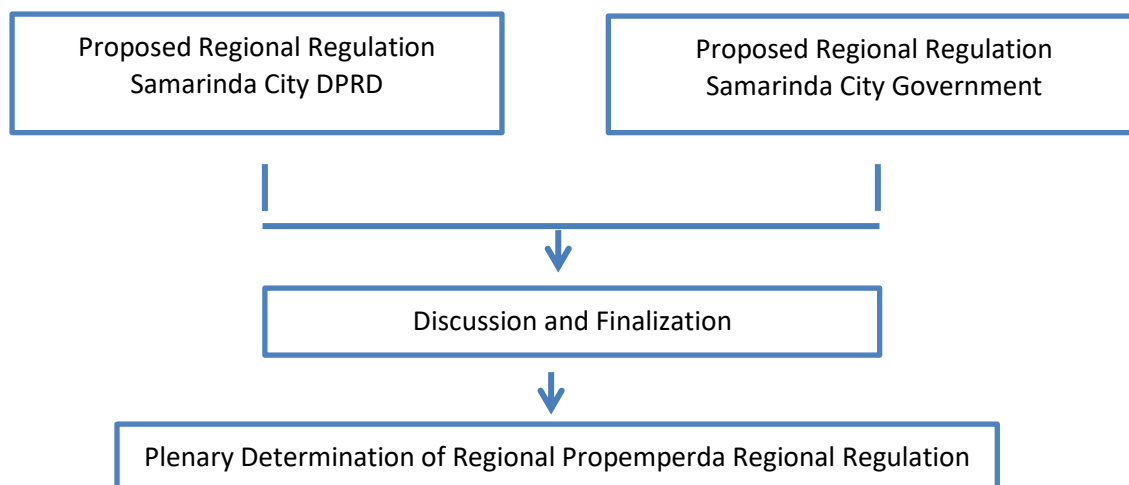 Proposed Regional Regulation
Samarinda City DPRD
Proposed Regional Regulation
Samarinda City Government
Discussion and Finalization
Plenary Determination of Regional Propemperda Regional Regulation